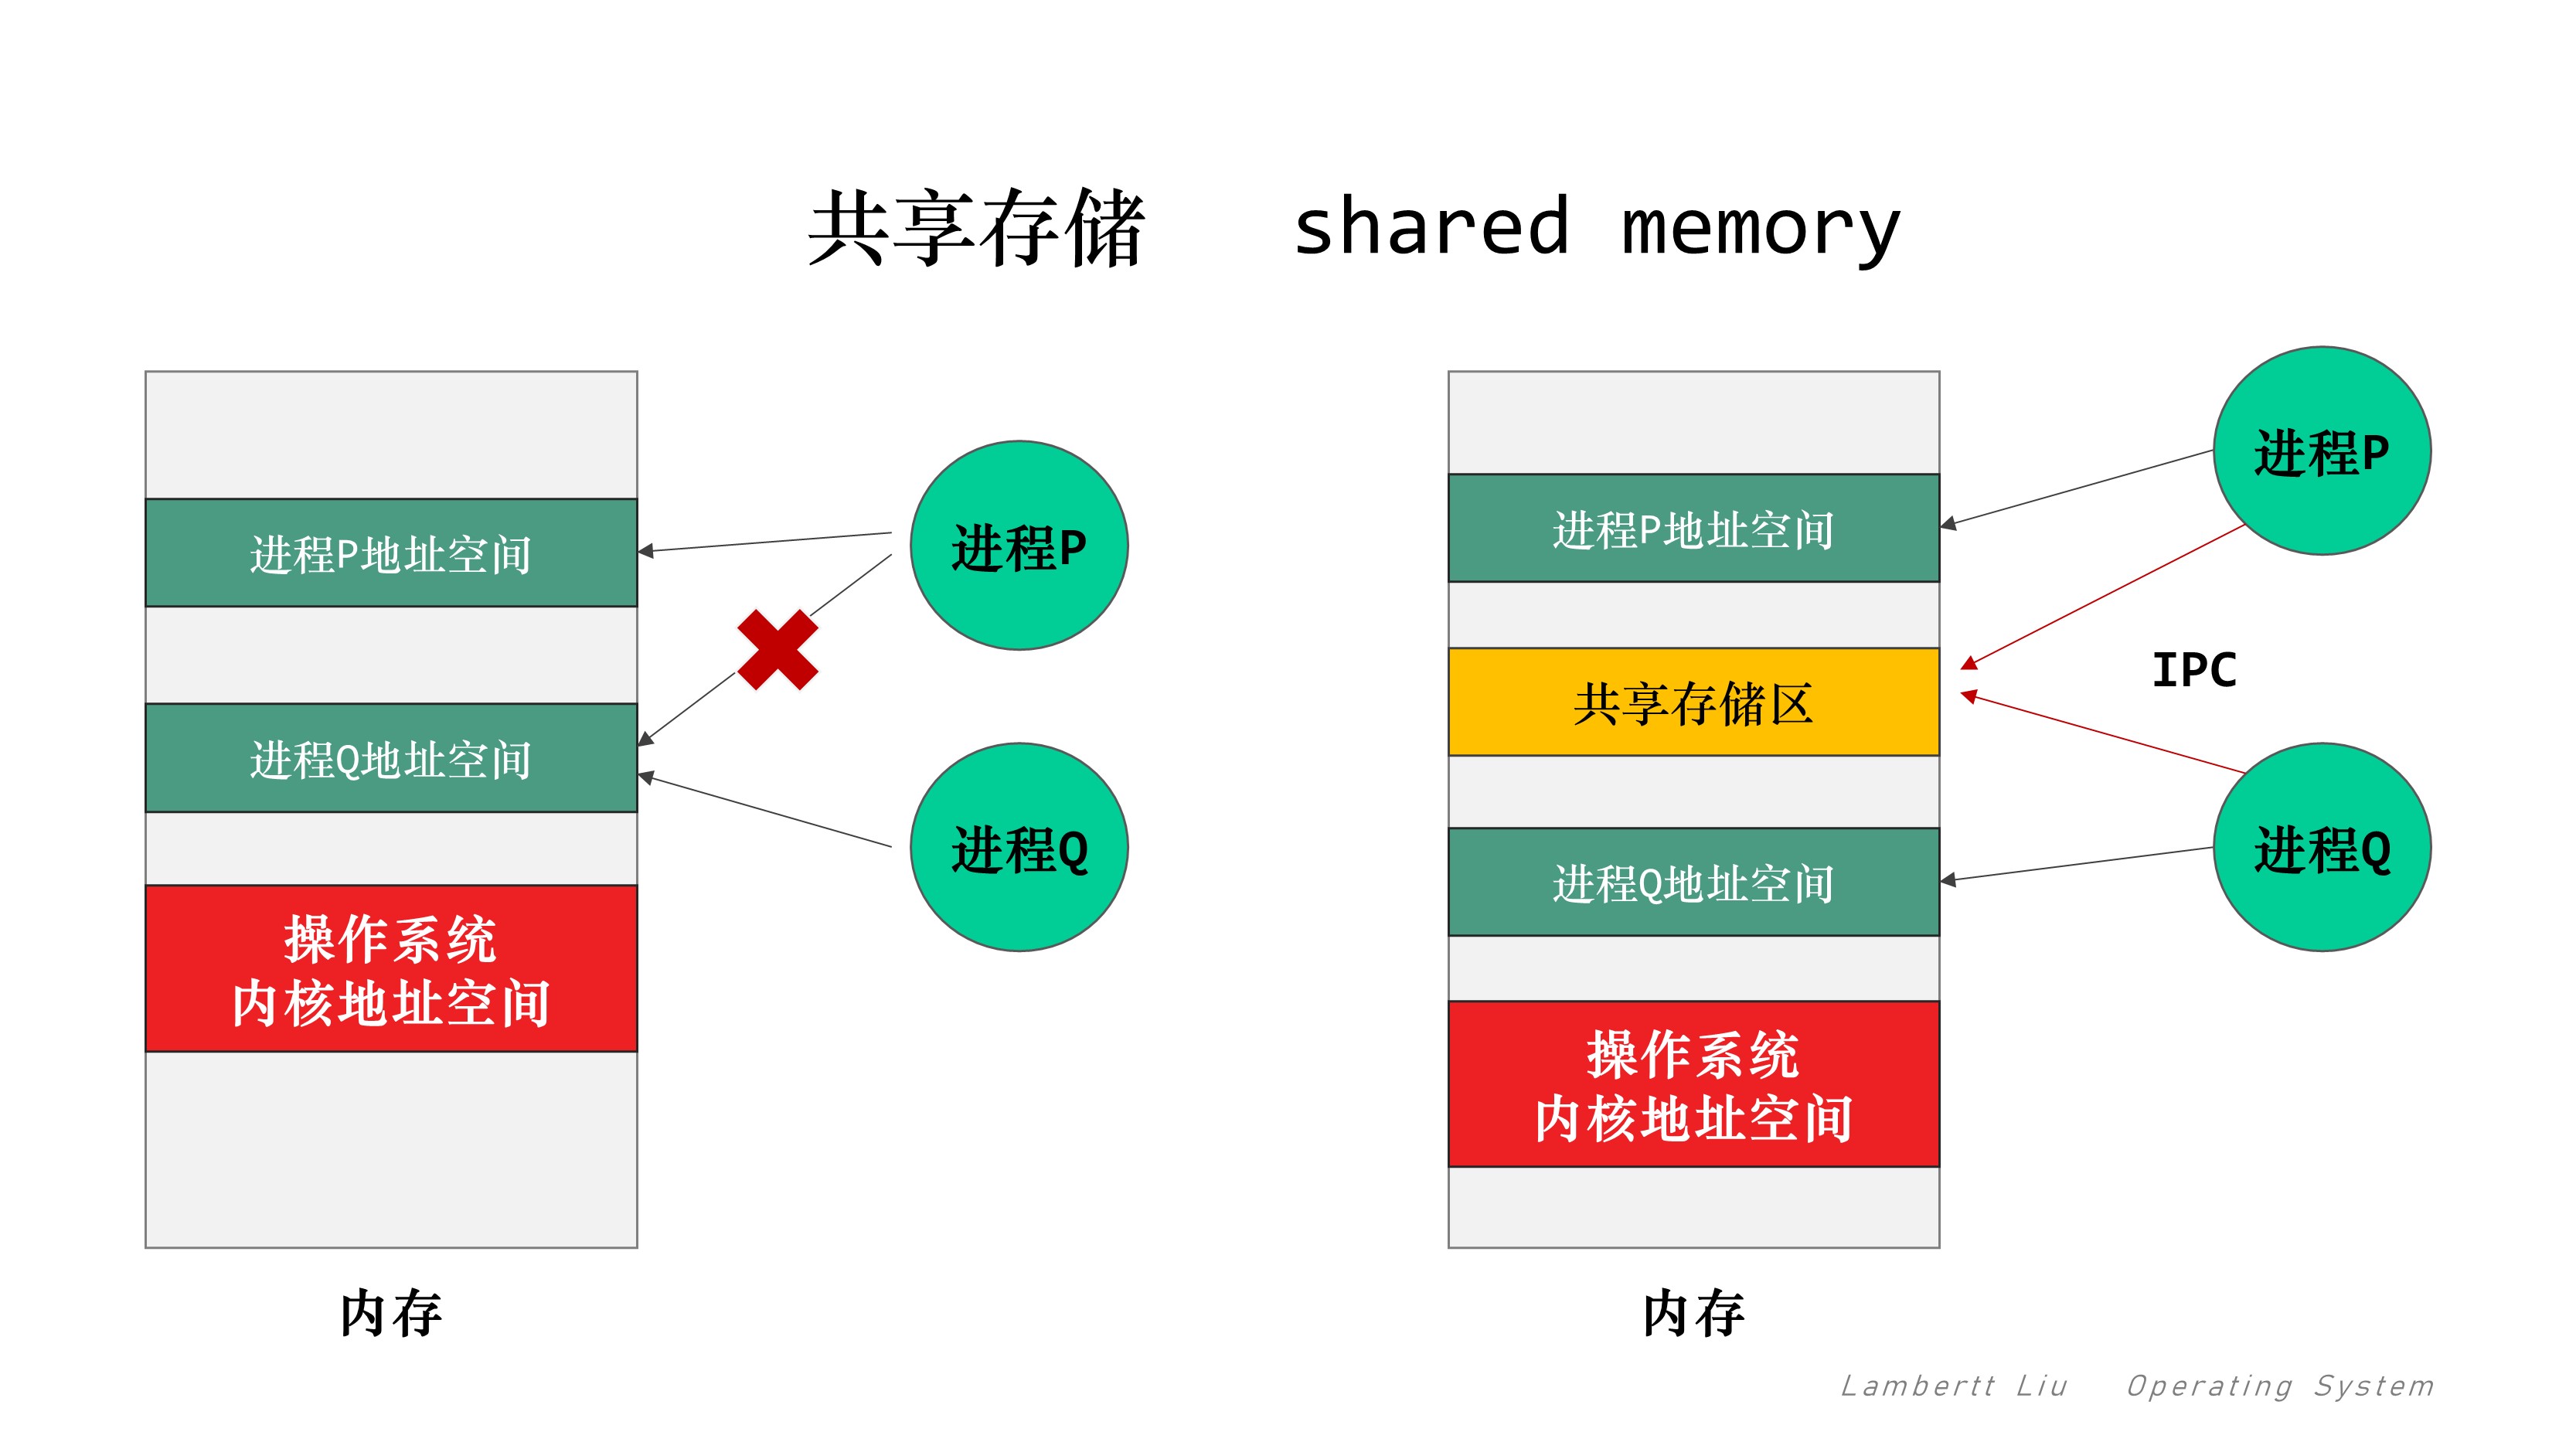 共享存储 shared memory
进程P地址空间
进程Q地址空间
操作系统
内核地址空间
内存
进程P
进程Q
进程P地址空间
共享存储区
进程Q地址空间
操作系统
内核地址空间
内存
进程P
IPC
进程Q
Lambertt Liu Operating System